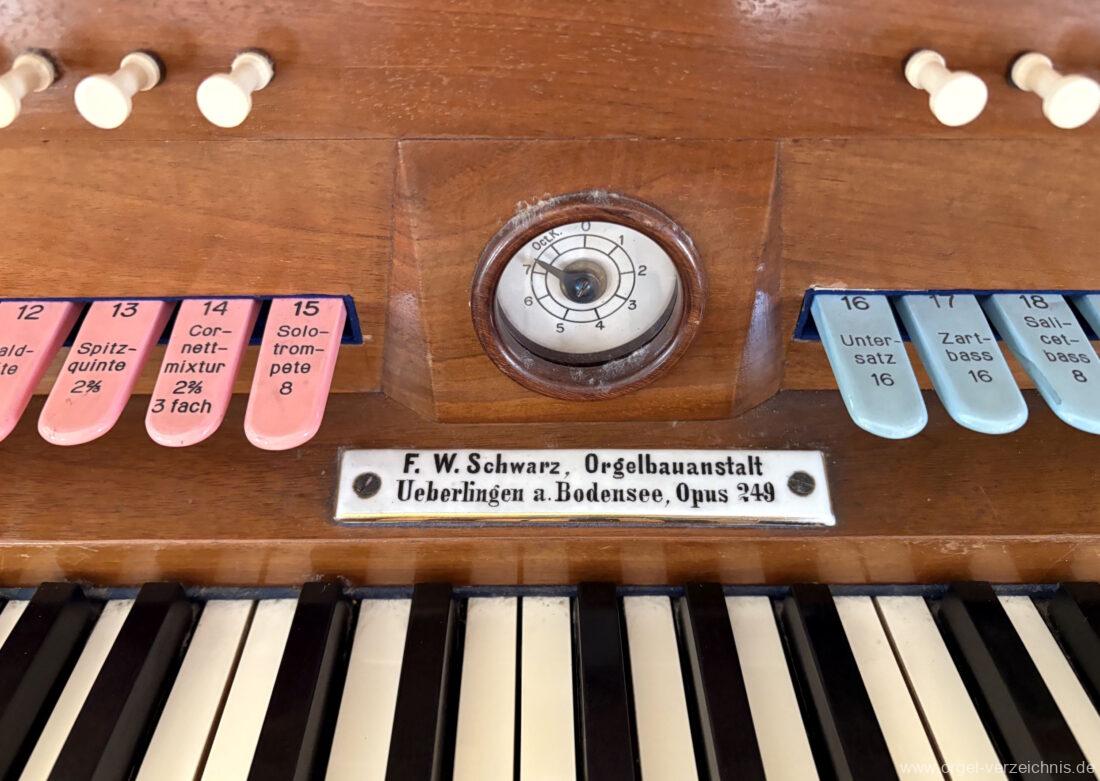 Oct.K.
0
1
2
3
4
5
6
7
12
ald-
te
13
Spitz-
quinte
2⅔
14
Cor-
nett-
mixtur
2⅔
3 fach
15
Solo-
trom-
pete
8
16
Unter-
satz
16
17
Zart-
bass
16
18
Sali-
cet-
bass
8
F. W. Schwarz, Orgelbauanstalt
Ueberlingen a. Bodensee, Opus 249
www.orgel-verzeichnis.de